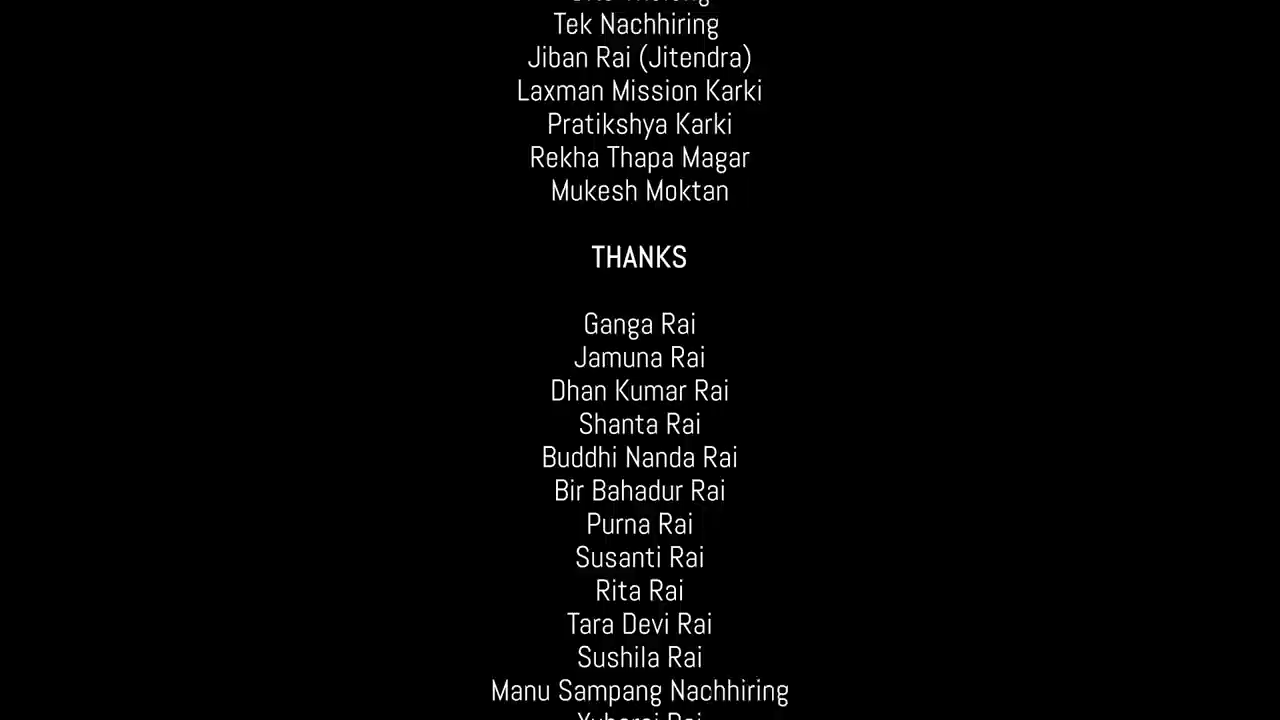 Tek Nachhiring
Jiban Rai (Jitendra)
Laxman Mission Karki
Pratikshya Karki
Rekha Thapa Magar
Mukesh Moktan
THANKS
Ganga Rai
Jamuna Rai
Dhan Kumar Rai
Shanta Rai
Buddhi Nanda Rai
Bir Bahadur Rai
Purna Rai
Susanti Rai
Rita Rai
Tara Devi Rai
Sushila Rai
Manu Sampang Nachhiring